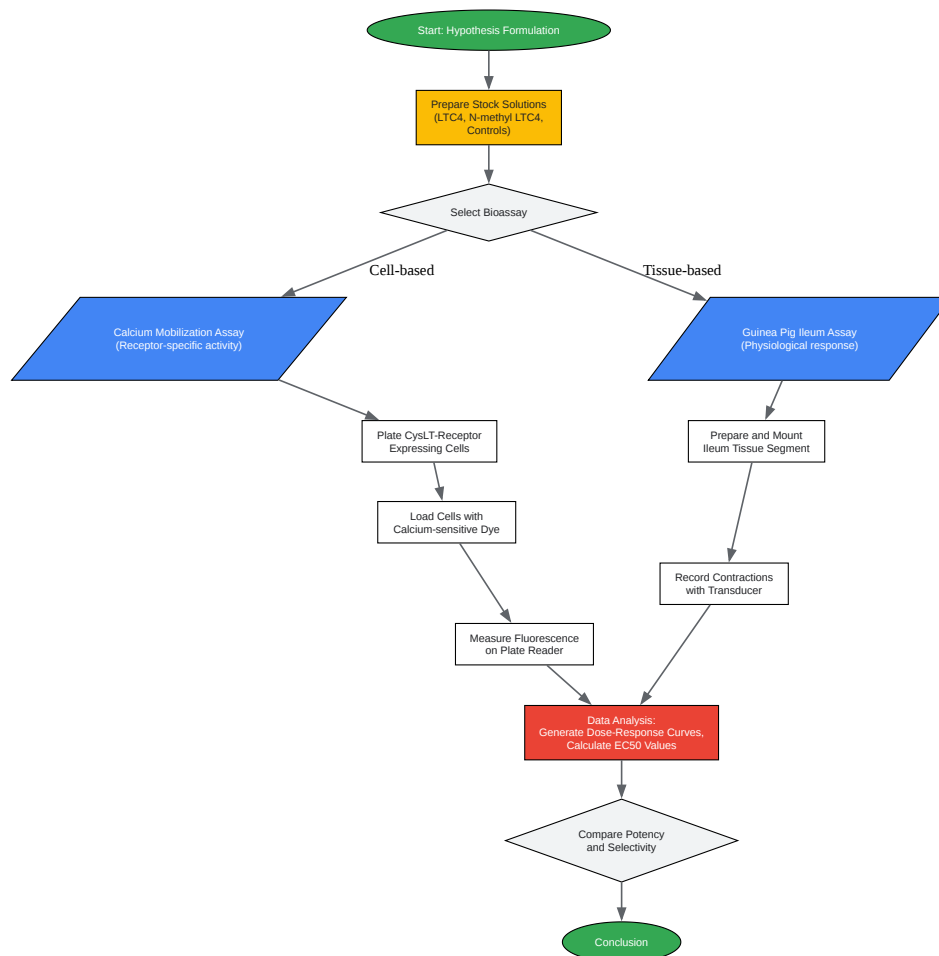 Start: Hypothesis Formulation
Prepare Stock Solutions
(LTC4, N-methyl LTC4,
Controls)
Select Bioassay
Cell-based
Tissue-based
Calcium Mobilization Assay
(Receptor-specific activity)
Guinea Pig Ileum Assay
(Physiological response)
Plate CysLT-Receptor
Expressing Cells
Prepare and Mount
Ileum Tissue Segment
Load Cells with
Calcium-sensitive Dye
Record Contractions
with Transducer
Measure Fluorescence
on Plate Reader
Data Analysis:
Generate Dose-Response Curves,
Calculate EC50 Values
Compare Potency
and Selectivity
Conclusion